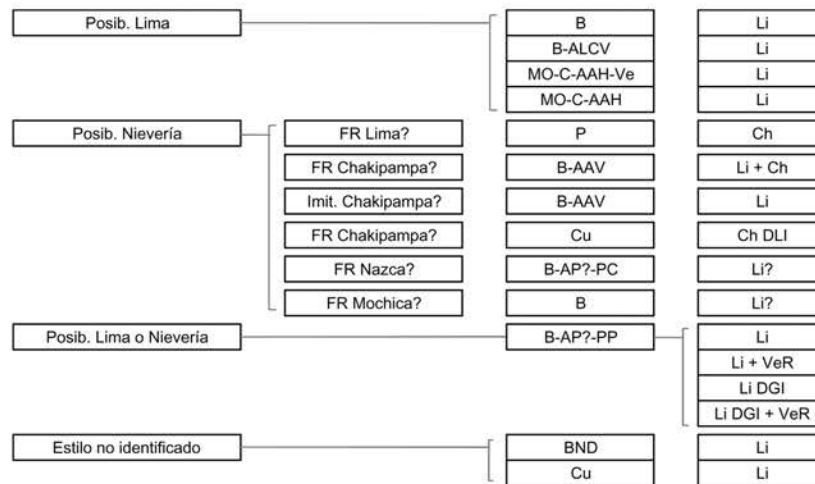 Posib. Lima B Li
B-ALCV Li
MO-C-AAH-Ve Li
MO-C-AAH Li
Posib. Nievería FR Lima? P Ch
FR Chakipampa? B-AAV Li + Ch
Imit. Chakipampa? B-AAV Li
FR Chakipampa? Cu Ch DLI
FR Nazca? B-AP?-PC Li?
FR Mochica? B Li?
Posib. Lima o Nievería B-AP?-PP Li
Li + VeR
Li DGI
Li DGI + VeR
Estilo no identificado BND Li
Cu Li